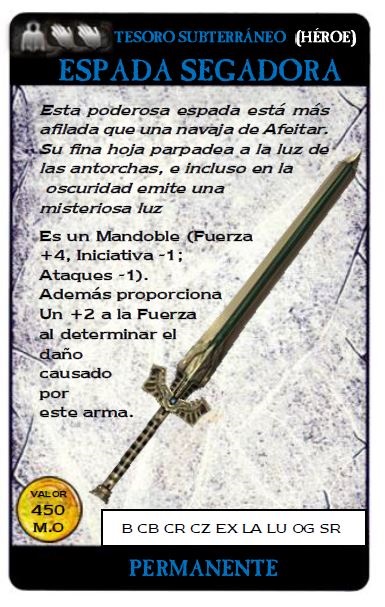 TESORO SUBTERRÁNEO (HÉROE)
ESPADA SEGADORA
Esta poderosa espada está más
afilada que una navaja de Afeitar.
Su fina hoja parpadea a la luz de
las antorchas, e incluso en la
oscuridad emite una
misteriosa luz
Es un Mandoble (Fuerza
+4, Iniciativa -1;
Ataques -1).
Además proporciona
Un +2 a la Fuerza
al determinar el
daño
causado
por
este arma.
VALOR
450
M.O
B CB CR CZ EX LA LU OG SR
PERMANENTE